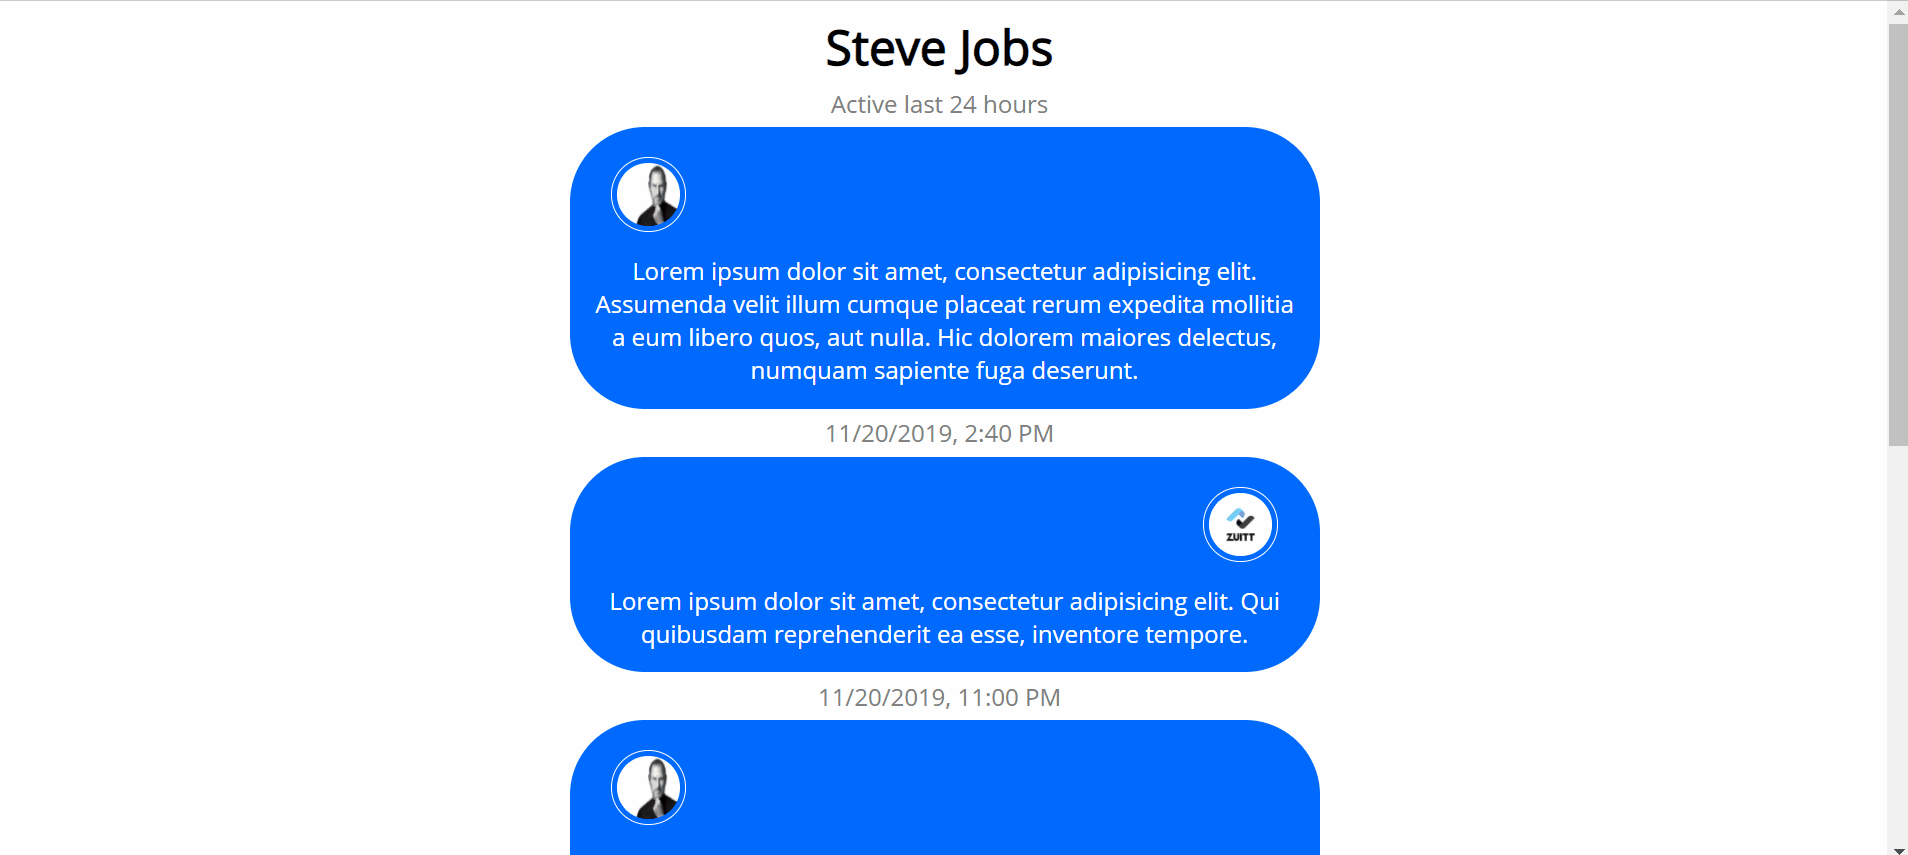 Steve Jobs
Active last 24 hours
Lorem ipsum dolor sit amet, consectetur adipisicing elit.
Assumenda velit illum cumque placeat rerum expedita mollitia
a eum libero quos, aut nulla. Hic dolorem maiores delectus,
numquam sapiente fuga deserunt.
11/20/2019, 2:40 PM
ZUITT
Lorem ipsum dolor sit amet, consectetur adipisicing elit. Qui
quibusdam reprehenderit ea esse, inventore tempore.
11/20/2019, 11:00 PM